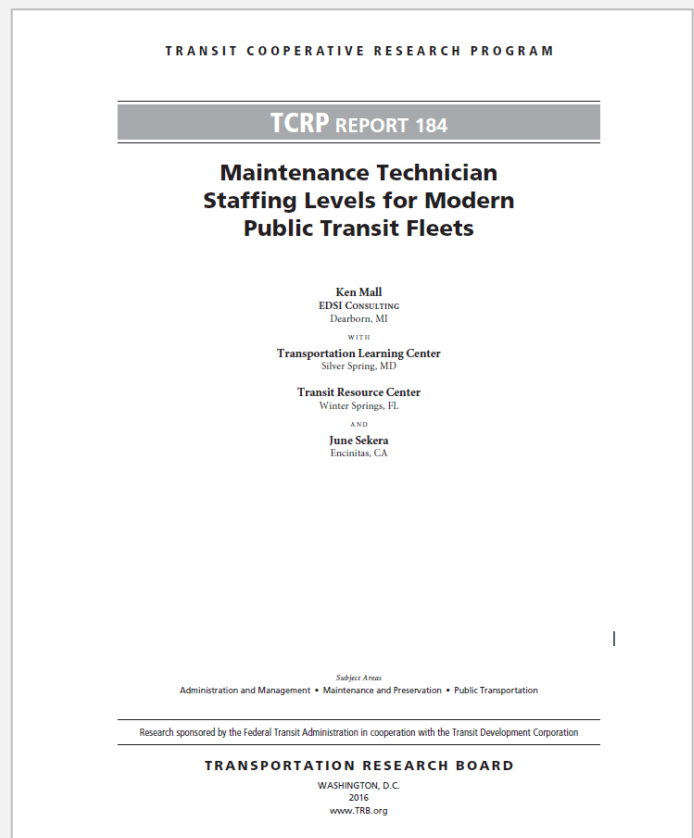 TRANSIT COOPERATIVE RESEARCH PROGRAM
TCRP REPORT 184
Maintenance Technician
Staffing Levels for Modern
Public Transit Fleets
Ken Mall
EDSI Consulting
Dearborn, MI
WITH
Transportation Learning Center
Silver Spring, MD
Transit Resource Center
Winter Springs, FL
AND
June Sekera
Encinitas, CA
Subject Areas
Administration and Management • Maintenance and Preservation • Public Transportation
Research sponsored by the Federal Transit Administration in cooperation with the Transit Development Corporation
TRANSPORTATION RESEARCH BOARD
WASHINGTON, D.C.
2016
www.TRB.org